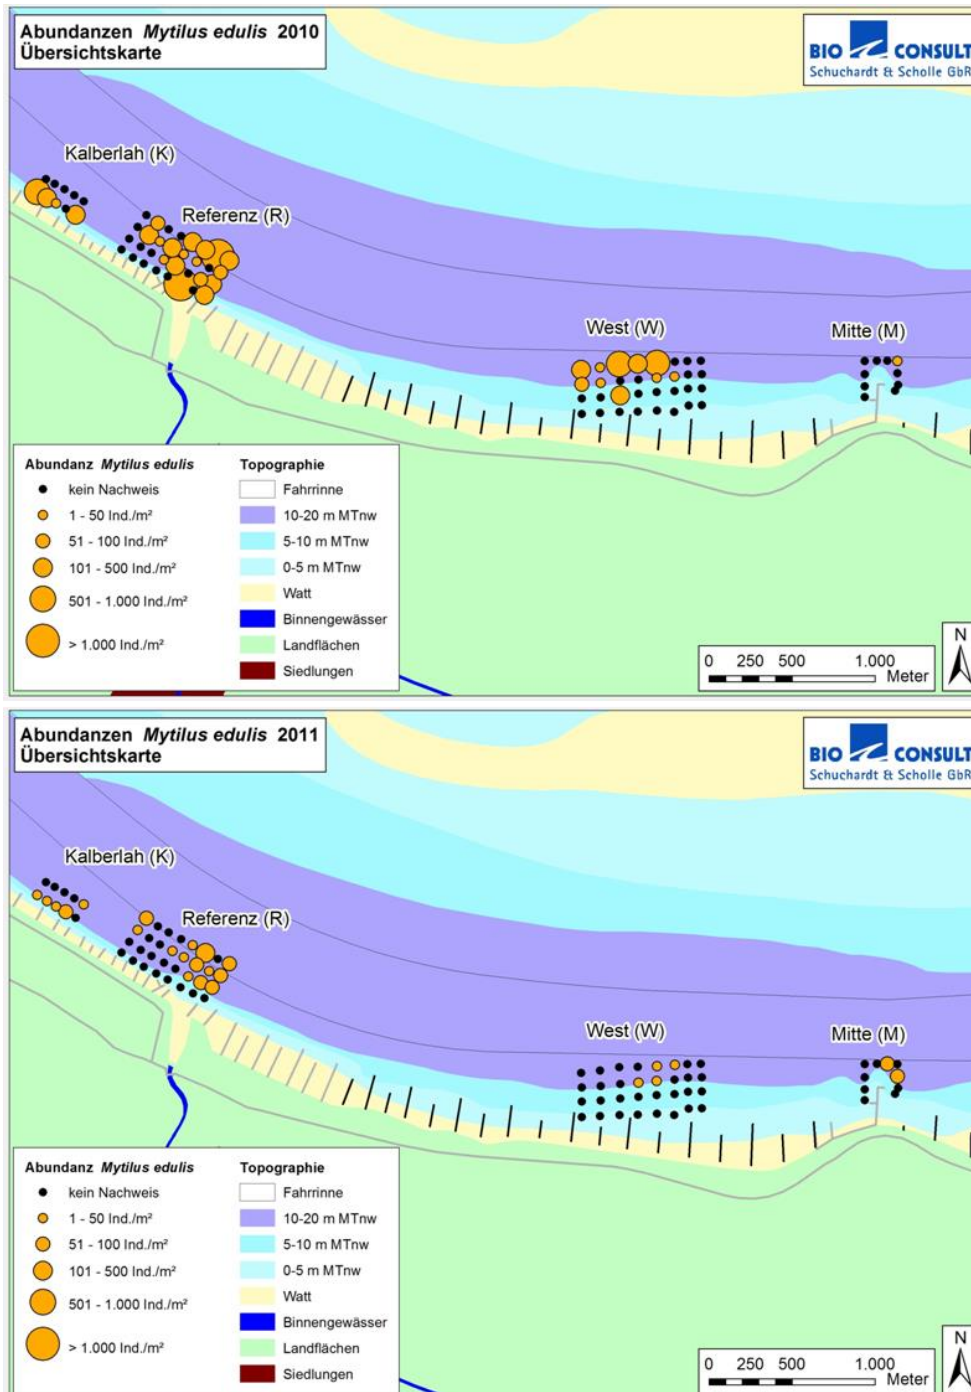 Abundanzen Mytilus edulis 2010
Übersichtskarte
BIO CONSULT
Schuchardt & Scholle GbR
Kalberlah (K)
Referenz (R)
West (W)
Mitte (M)
Abundanz Mytilus edulis
kein Nachweis
1 - 50 Ind./m²
51 - 100 Ind./m²
101 - 500 Ind./m²
501 - 1.000 Ind./m²
> 1.000 Ind./m²
Topographie
Fahrrinne
10-20 m MTnw
5-10 m MTnw
0-5 m MTnw
Watt
Binnengewässer
Landflächen
Siedlungen
0 250 500 1.000
Meter
N
Abundanzen Mytilus edulis 2011
Übersichtskarte
BIO CONSULT
Schuchardt & Scholle GbR
Kalberlah (K)
Referenz (R)
West (W)
Mitte (M)
Abundanz Mytilus edulis
kein Nachweis
1 - 50 Ind./m²
51 - 100 Ind./m²
101 - 500 Ind./m²
501 - 1.000 Ind./m²
> 1.000 Ind./m²
Topographie
Fahrrinne
10-20 m MTnw
5-10 m MTnw
0-5 m MTnw
Watt
Binnengewässer
Landflächen
Siedlungen
0 250 500 1.000
Meter
N